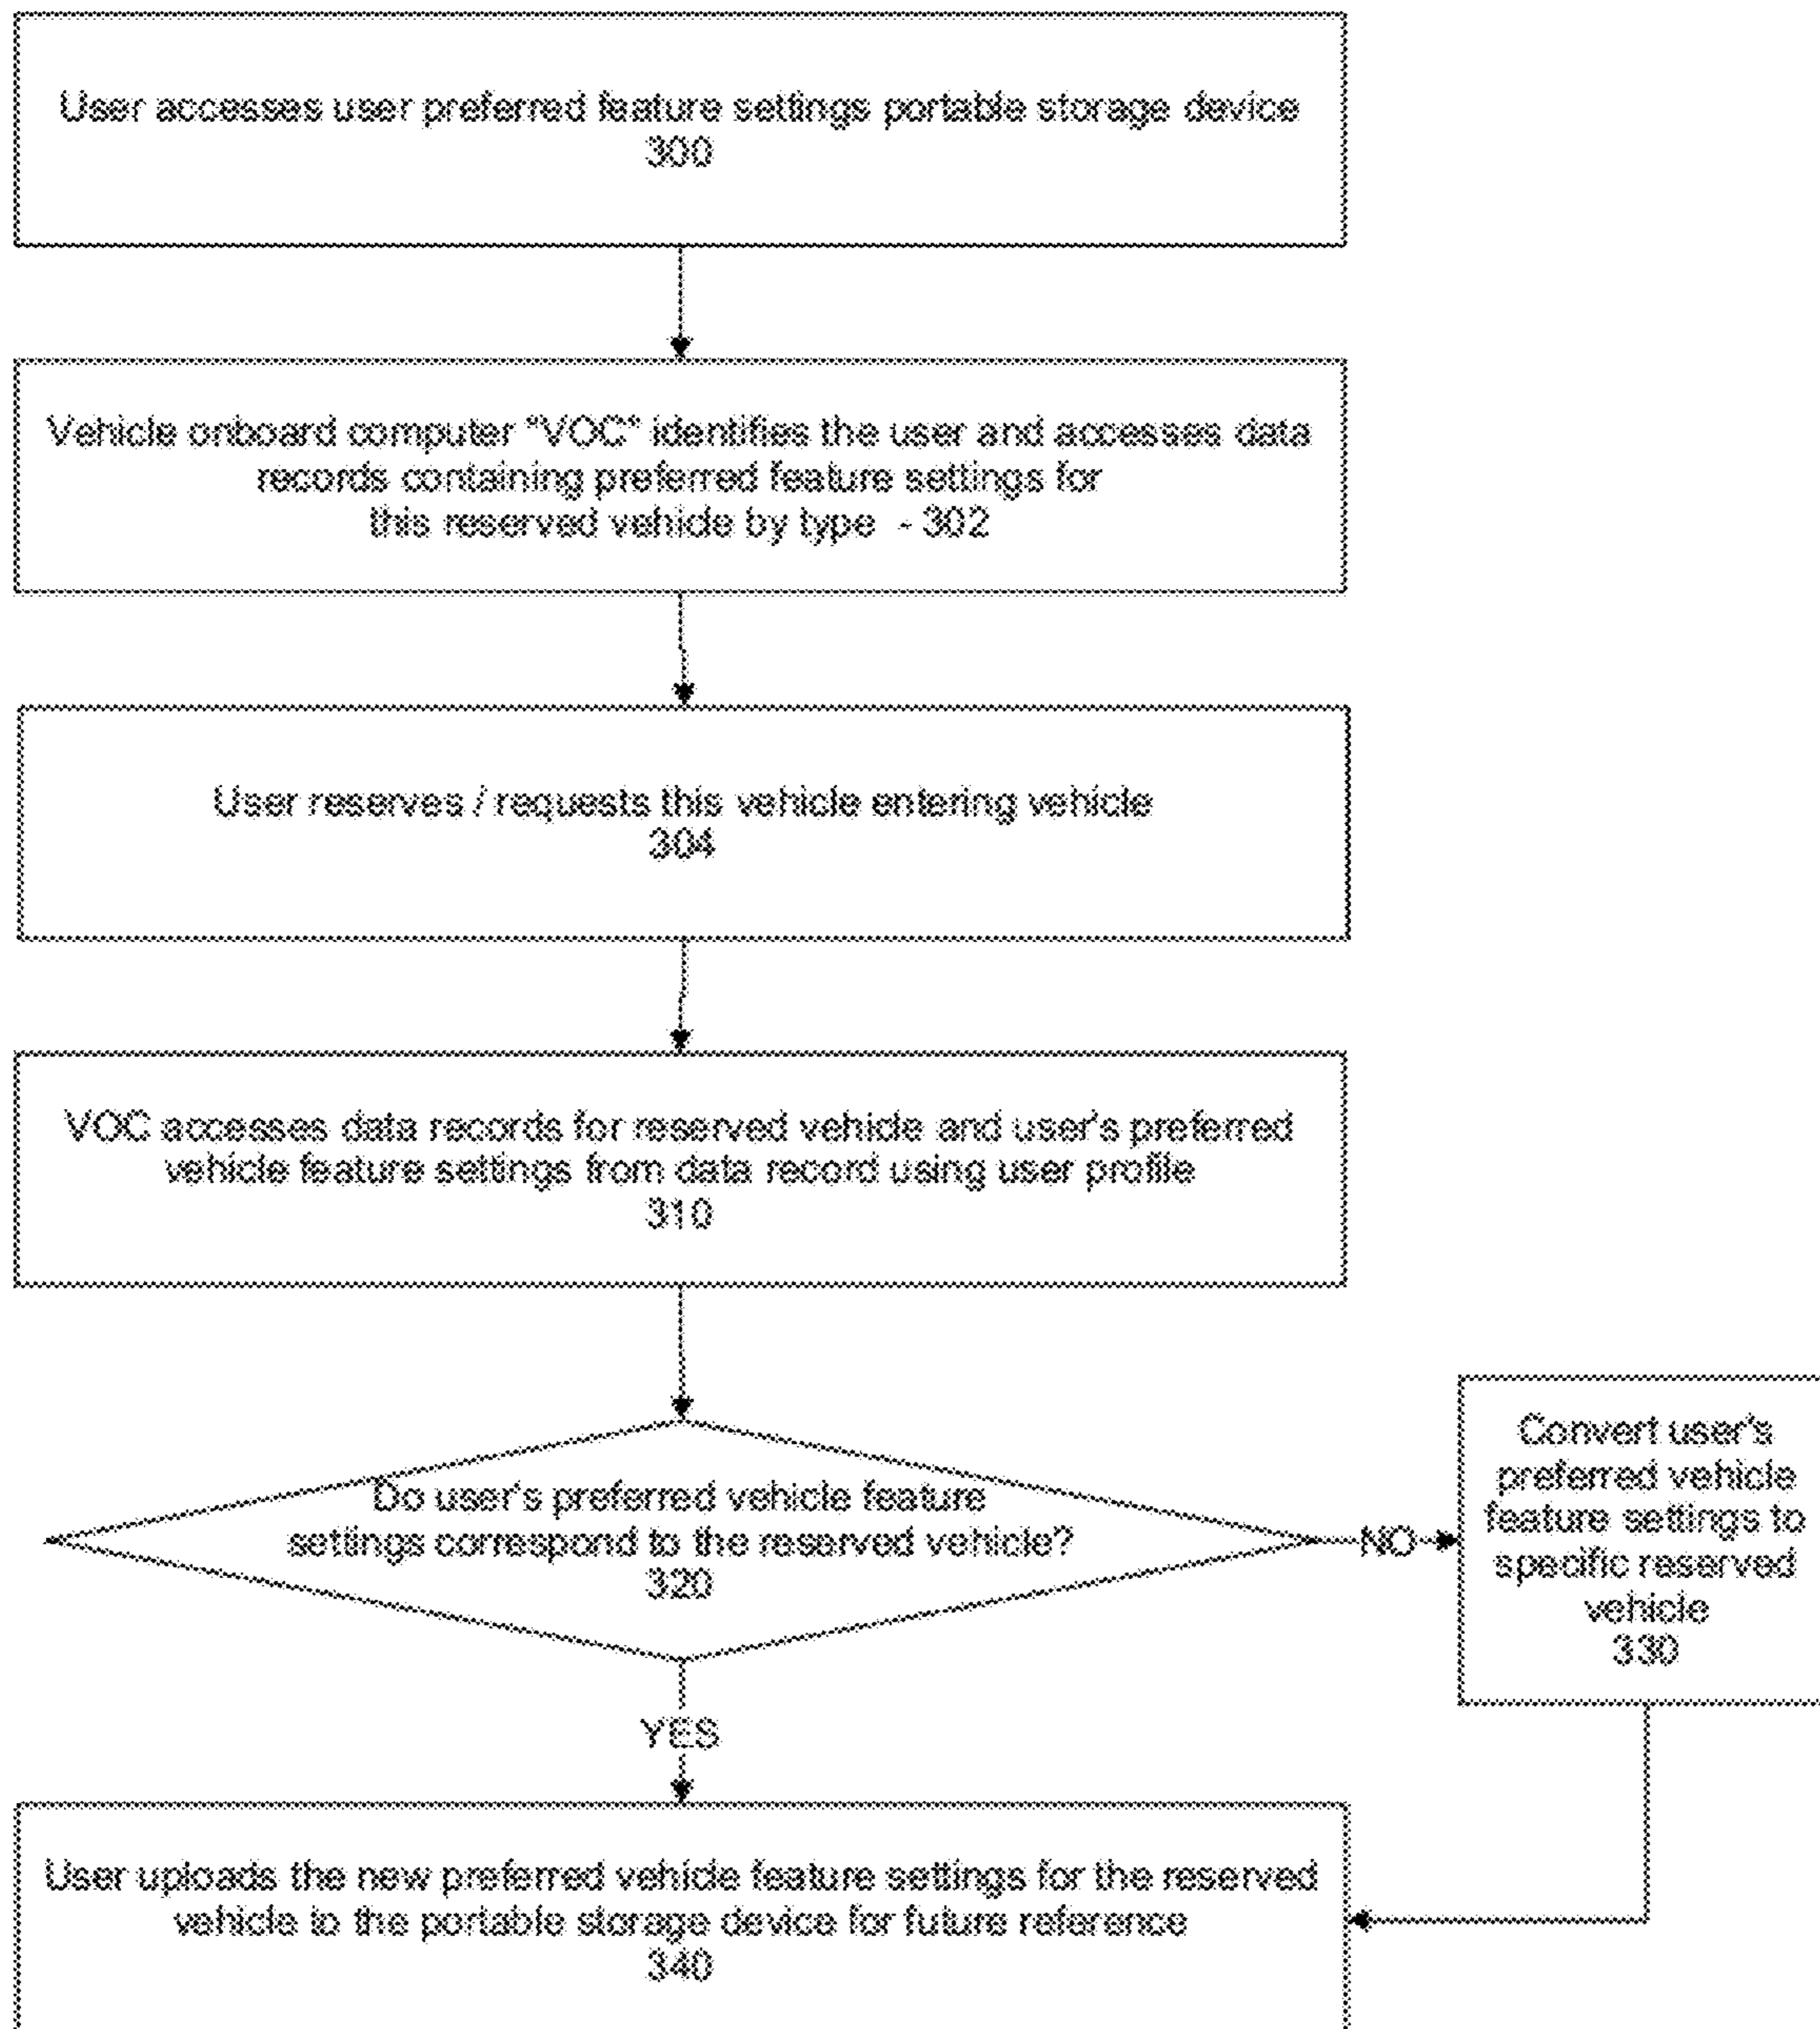 User accesses user preferred feature settings portable storage device
300
Vehicle onboard computer "VOC" identifies the user and accesses data
records containing preferred feature settings for
this reserved vehicle by type - 302
User reserves / requests this vehicle entering vehicle
304
VOC accesses data records for reserved vehicle and user's preferred
vehicle feature settings from data record using user profile
310
Do user's preferred vehicle feature
settings correspond to the reserved vehicle?
320
NO
Convert user's
preferred vehicle
feature settings to
specific reserved
vehicle
330
YES
User uploads the new preferred vehicle feature settings for the reserved
vehicle to the portable storage device for future reference
340